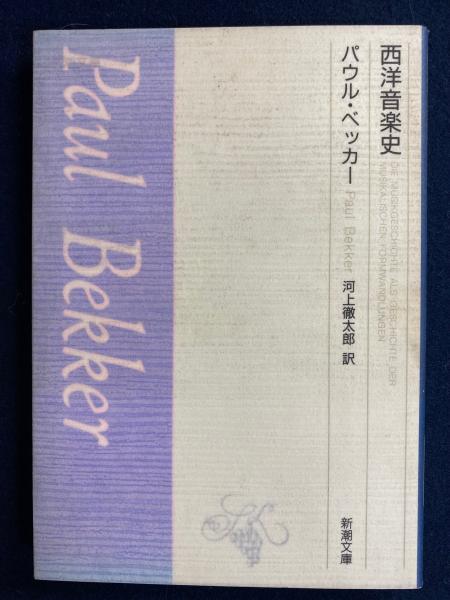 西洋音楽史
DIE MUSIKGESCHICHTE ALS GESCHICHTE DER
MUSIKALISCHEN FORMWANDLUNGEN
パウル・ベッカー Paul Bekker 河上徹太郎 訳
新潮文庫
Paul Bekker